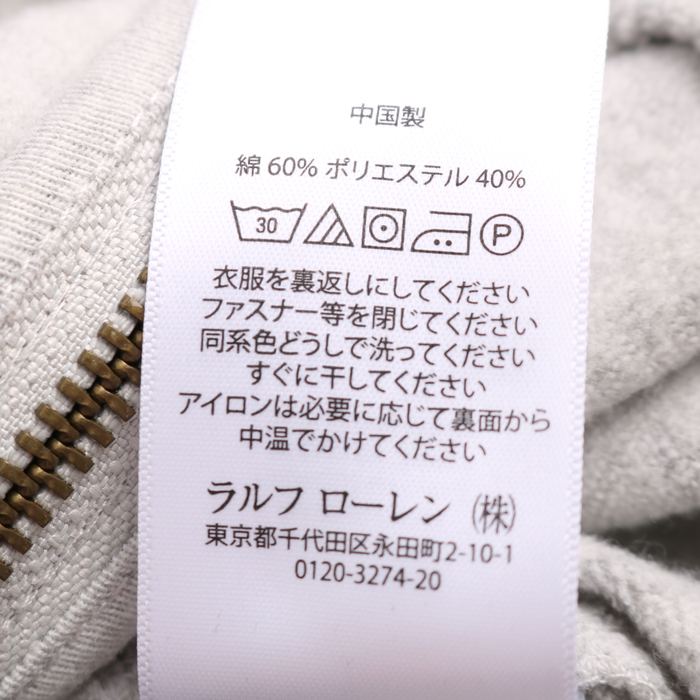 中国製
綿 60% ポリエステル 40%
30 P
衣服を裏返しにしてください
ファスナー等を閉じてください
同系色どうしで洗ってください
すぐに干してください
アイロンは必要に応じて裏面から
中温でかけてください
ラルフ ローレン (株)
東京都千代田区永田町2-10-1
0120-3274-20